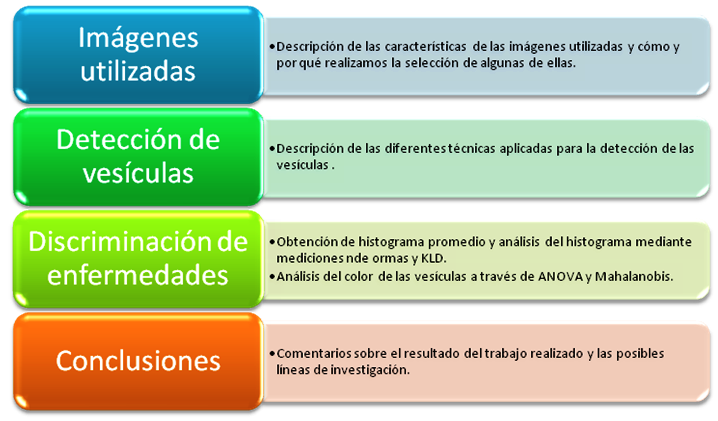 Imágenes
utilizadas
•Descripción de las características de las imágenes utilizadas y cómo y
por qué realizamos la selección de algunas de ellas.
Detección de
vesículas
•Descripción de las diferentes técnicas aplicadas para la detección de las
vesículas .
Discriminación de
enfermedades
•Obtención de histograma promedio y análisis del histograma mediante
mediciones nde ormas y KLD.
•Análisis del color de las vesículas a través de ANOVA y Mahalanobis.
Conclusiones
•Comentarios sobre el resultado del trabajo realizado y las posibles
líneas de investigación.